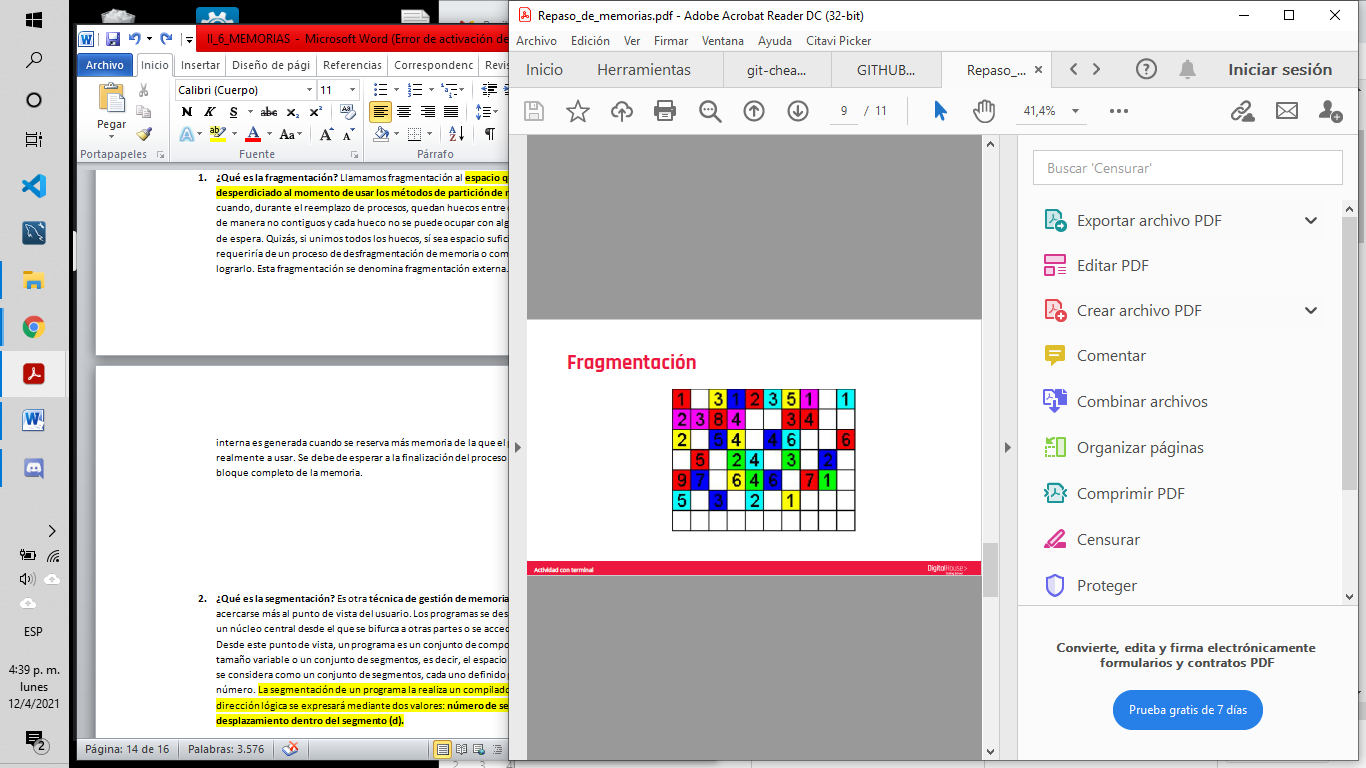 II_6_MEMORIAS - Microsoft Word (Error de activación de
Archivo Inicio Insertar Diseño de pági Referencias Correspondenc Revis
Pegar
Calibri (Cuerpo) 11
N K S abc x₂ x²
A ab A Aa A A
Portapapeles Fuente Párrafo
1. ¿Qué es la fragmentación? Llamamos fragmentación al espacio q
desperdiciado al momento de usar los métodos de partición de
cuando, durante el reemplazo de procesos, quedan huecos entre
de manera no contiguos y cada hueco no se puede ocupar con alg
de espera. Quizás, si unimos todos los huecos, sí sea espacio sufic
requeriría de un proceso de desfragmentación de memoria o com
lograrlo. Esta fragmentación se denomina fragmentación externa.
interna es generada cuando se reserva más memoria de la que el
realmente a usar. Se debe de esperar a la finalización del proceso
bloque completo de la memoria.
2. ¿Qué es la segmentación? Es otra técnica de gestión de memoria
acercarse más al punto de vista del usuario. Los programas se des
un núcleo central desde el que se bifurca a otras partes o se acced
Desde este punto de vista, un programa es un conjunto de compo
tamaño variable o un conjunto de segmentos, es decir, el espacio
se considera como un conjunto de segmentos, cada uno definido
número. La segmentación de un programa la realiza un compilado
dirección lógica se expresará mediante dos valores: número de se
desplazamiento dentro del segmento (d).
Página: 14 de 16 Palabras: 3.576
Repaso_de_memorias.pdf - Adobe Acrobat Reader DC (32-bit)
Archivo Edición Ver Firmar Ventana Ayuda Citavi Picker
Inicio Herramientas git-chea... GITHUB... Repaso_... Iniciar sesión
9 / 11 41,4%
Fragmentación
1 3 1 2 3 5 1 1
2 3 8 4 3 4
2 5 4 4 6 6
5 2 4 3 2
9 7 6 4 6 7 1
5 3 2 1
Actividad con terminal DigitalHouse>
Buscar 'Censurar'
Exportar archivo PDF
Editar PDF
Crear archivo PDF
Comentar
Combinar archivos
Organizar páginas
Comprimir PDF
Censurar
Proteger
Convierte, edita y firma electrónicamente
formularios y contratos PDF
Prueba gratis de 7 días
ESP
4:39 p. m.
lunes
12/4/2021
2